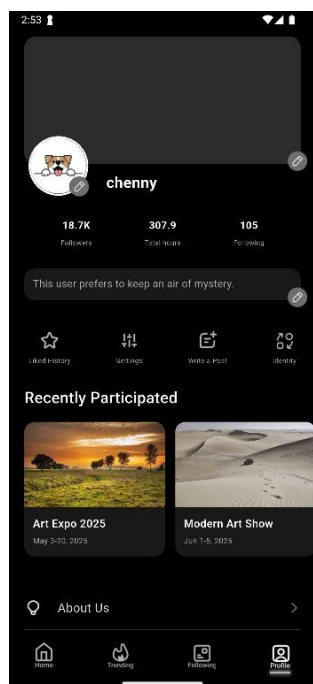 2:53
chenny
18.7K 307.9 105
Followers Total hours Following
This user prefers to keep an air of mystery.
Liked History Settings Write a Post Identity
Recently Participated
Art Expo 2025 Modern Art Show
May 3-20, 2025 Jun 1-5, 2025
About Us
Home Trending Following Profile